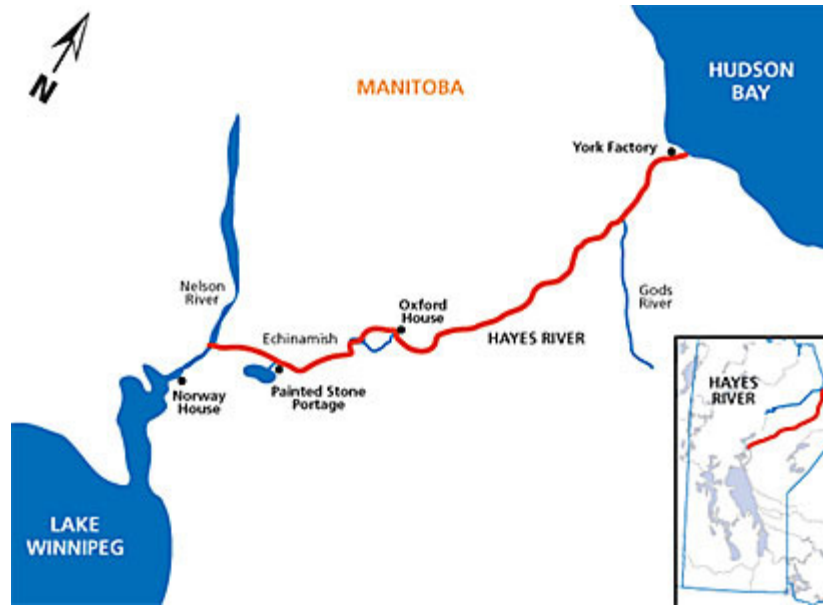 N
MANITOBA
HUDSON
BAY
York Factory
Nelson
River
Gods
River
Oxford
House
Echinamish
HAYES RIVER
Painted Stone
Portage
Norway
House
HAYES
RIVER
LAKE
WINNIPEG